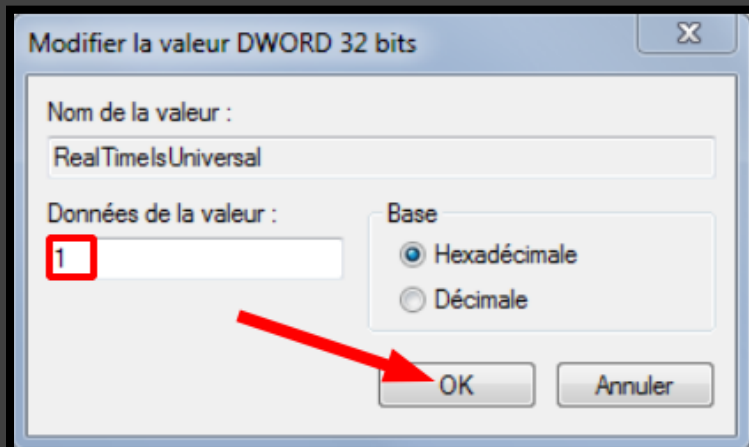 Modifier la valeur DWORD 32 bits
Nom de la valeur :
RealTimeIsUniversal
Données de la valeur :
1
Base
Hexadécimale
Décimale
OK
Annuler